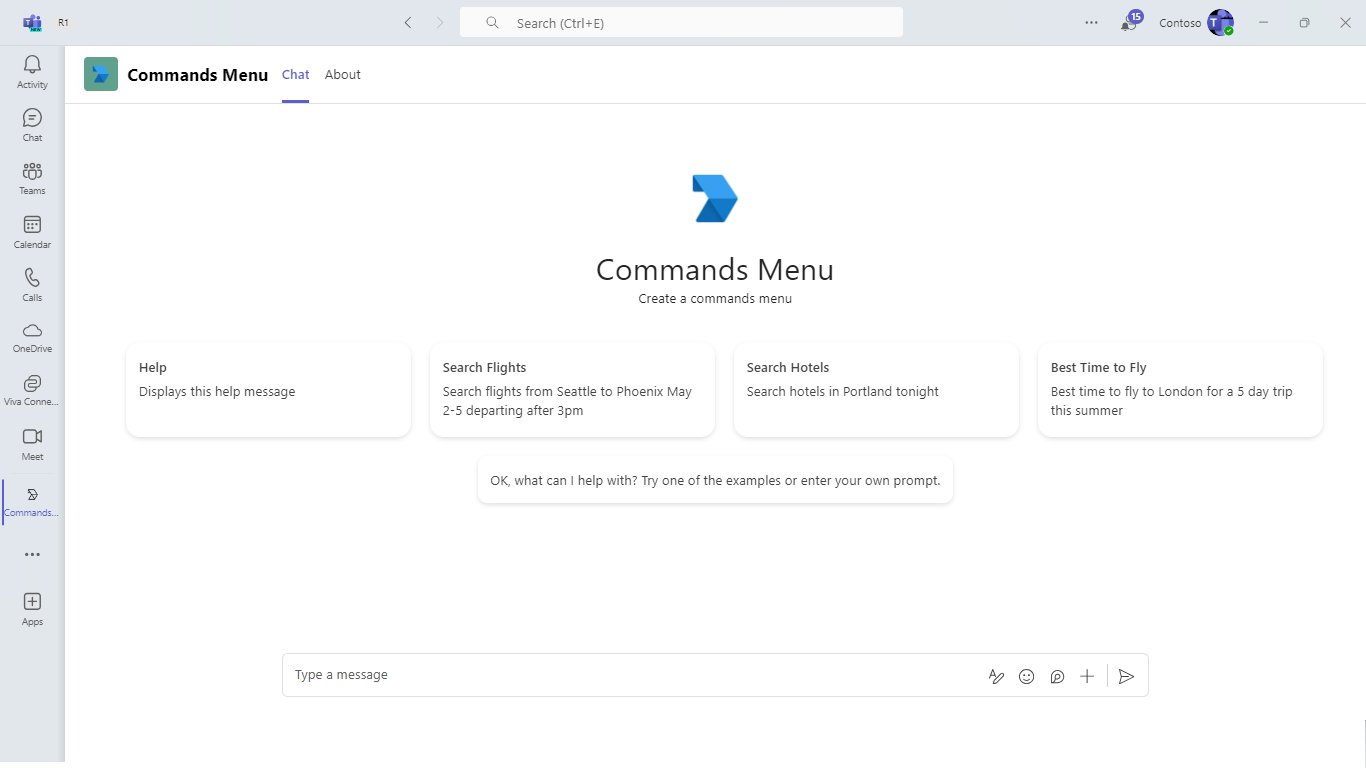 R1
Search (Ctrl+E)
15
Contoso
NEW
Activity
Chat
Teams
Calendar
Calls
OneDrive
Viva Conne...
Meet
Commands...
Apps
Commands Menu
Chat
About
Commands Menu
Create a commands menu
Help
Displays this help message
Search Flights
Search flights from Seattle to Phoenix May
2-5 departing after 3pm
Search Hotels
Search hotels in Portland tonight
Best Time to Fly
Best time to fly to London for a 5 day trip
this summer
OK, what can I help with? Try one of the examples or enter your own prompt.
Type a message